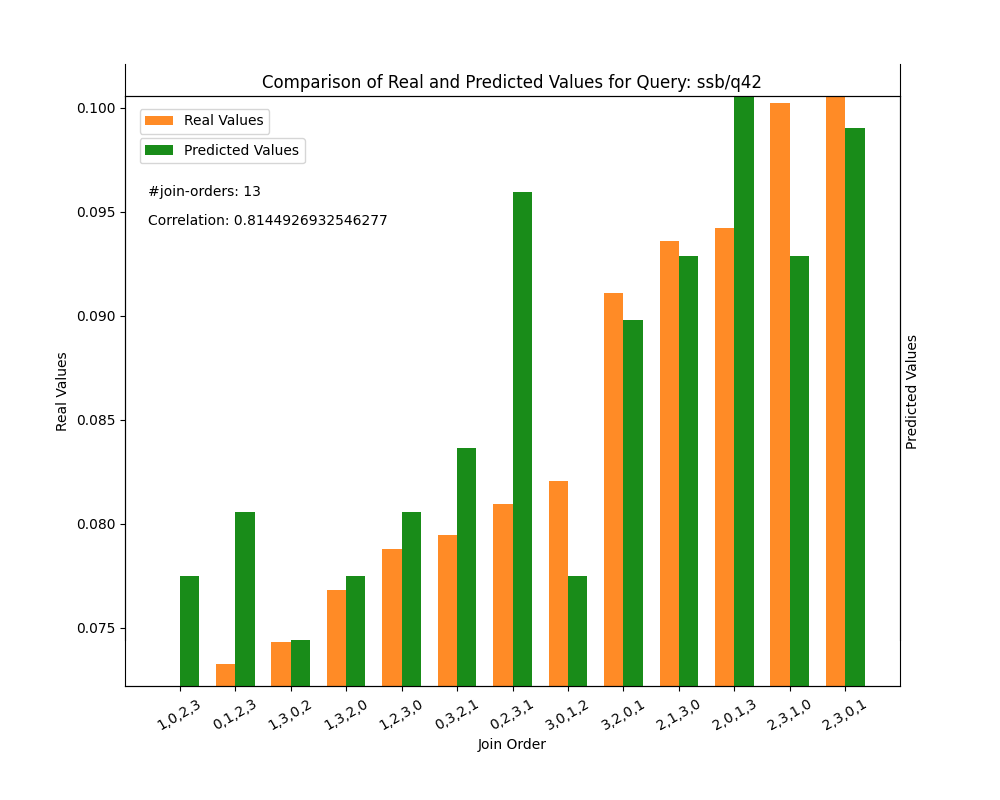 Comparison of Real and Predicted Values for Query: ssb/q42
Real Values
Predicted Values
#join-orders: 13
Correlation: 0.8144926932546277
0.100
0.095
0.090
0.085
0.080
0.075
Real Values
Predicted Values
1,0,2,3
0,1,2,3
1,3,0,2
1,3,2,0
1,2,3,0
0,3,2,1
0,2,3,1
3,0,1,2
3,2,0,1
2,1,3,0
2,0,1,3
2,3,1,0
2,3,0,1
Join Order